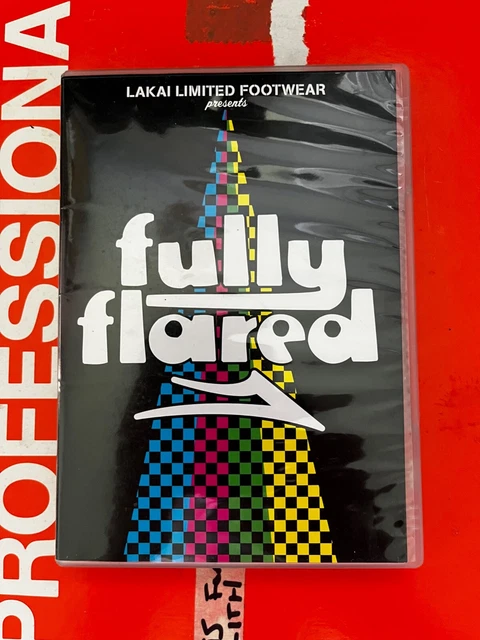 PROFESSIONA
LAKAI LIMITED FOOTWEAR
presents
fully
flared